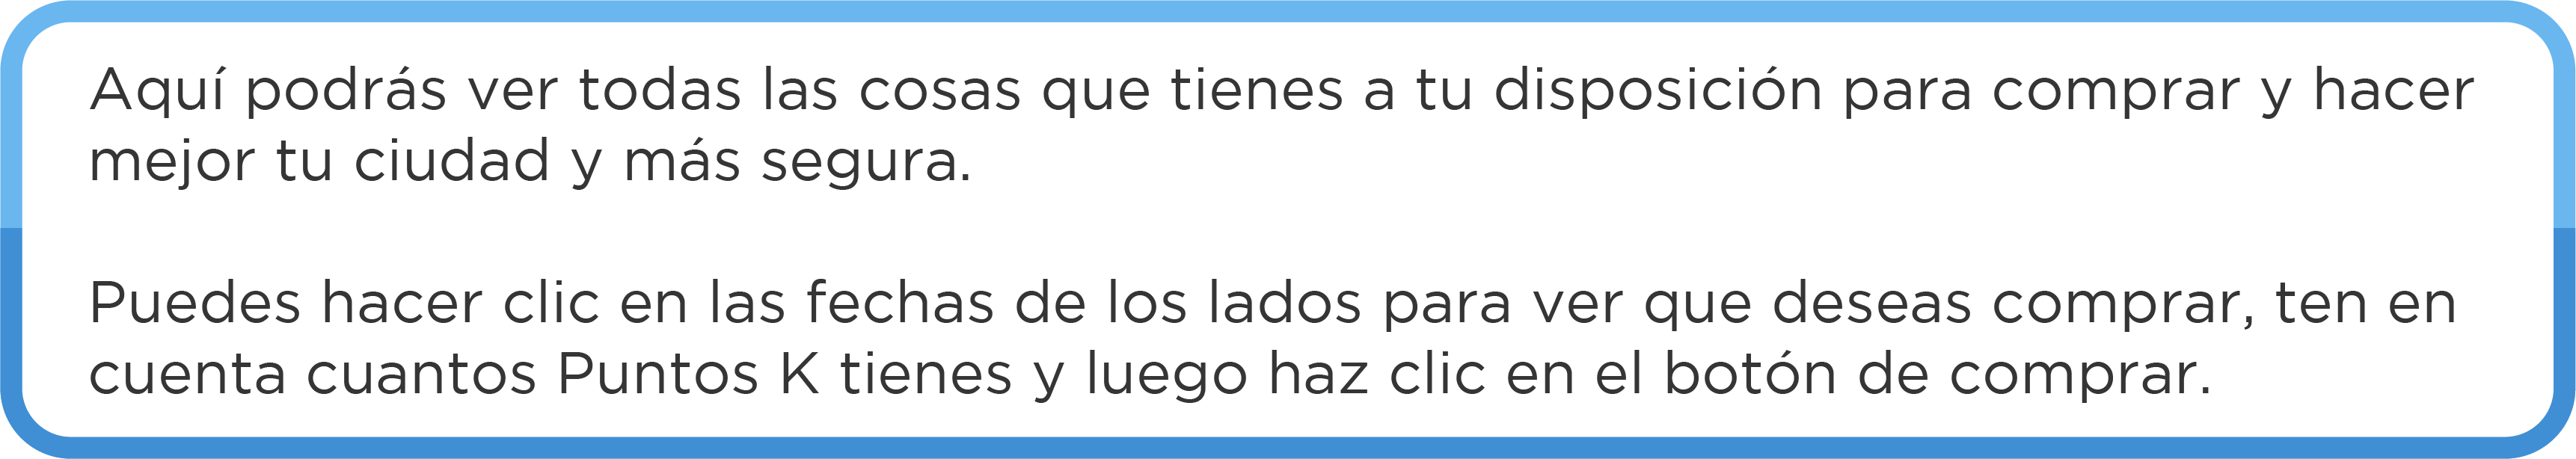 Aquí podrás ver todas las cosas que tienes a tu disposición para comprar y hacer
mejor tu ciudad y más segura.
Puedes hacer clic en las fechas de los lados para ver que deseas comprar, ten en
cuenta cuantos Puntos K tienes y luego haz clic en el botón de comprar.